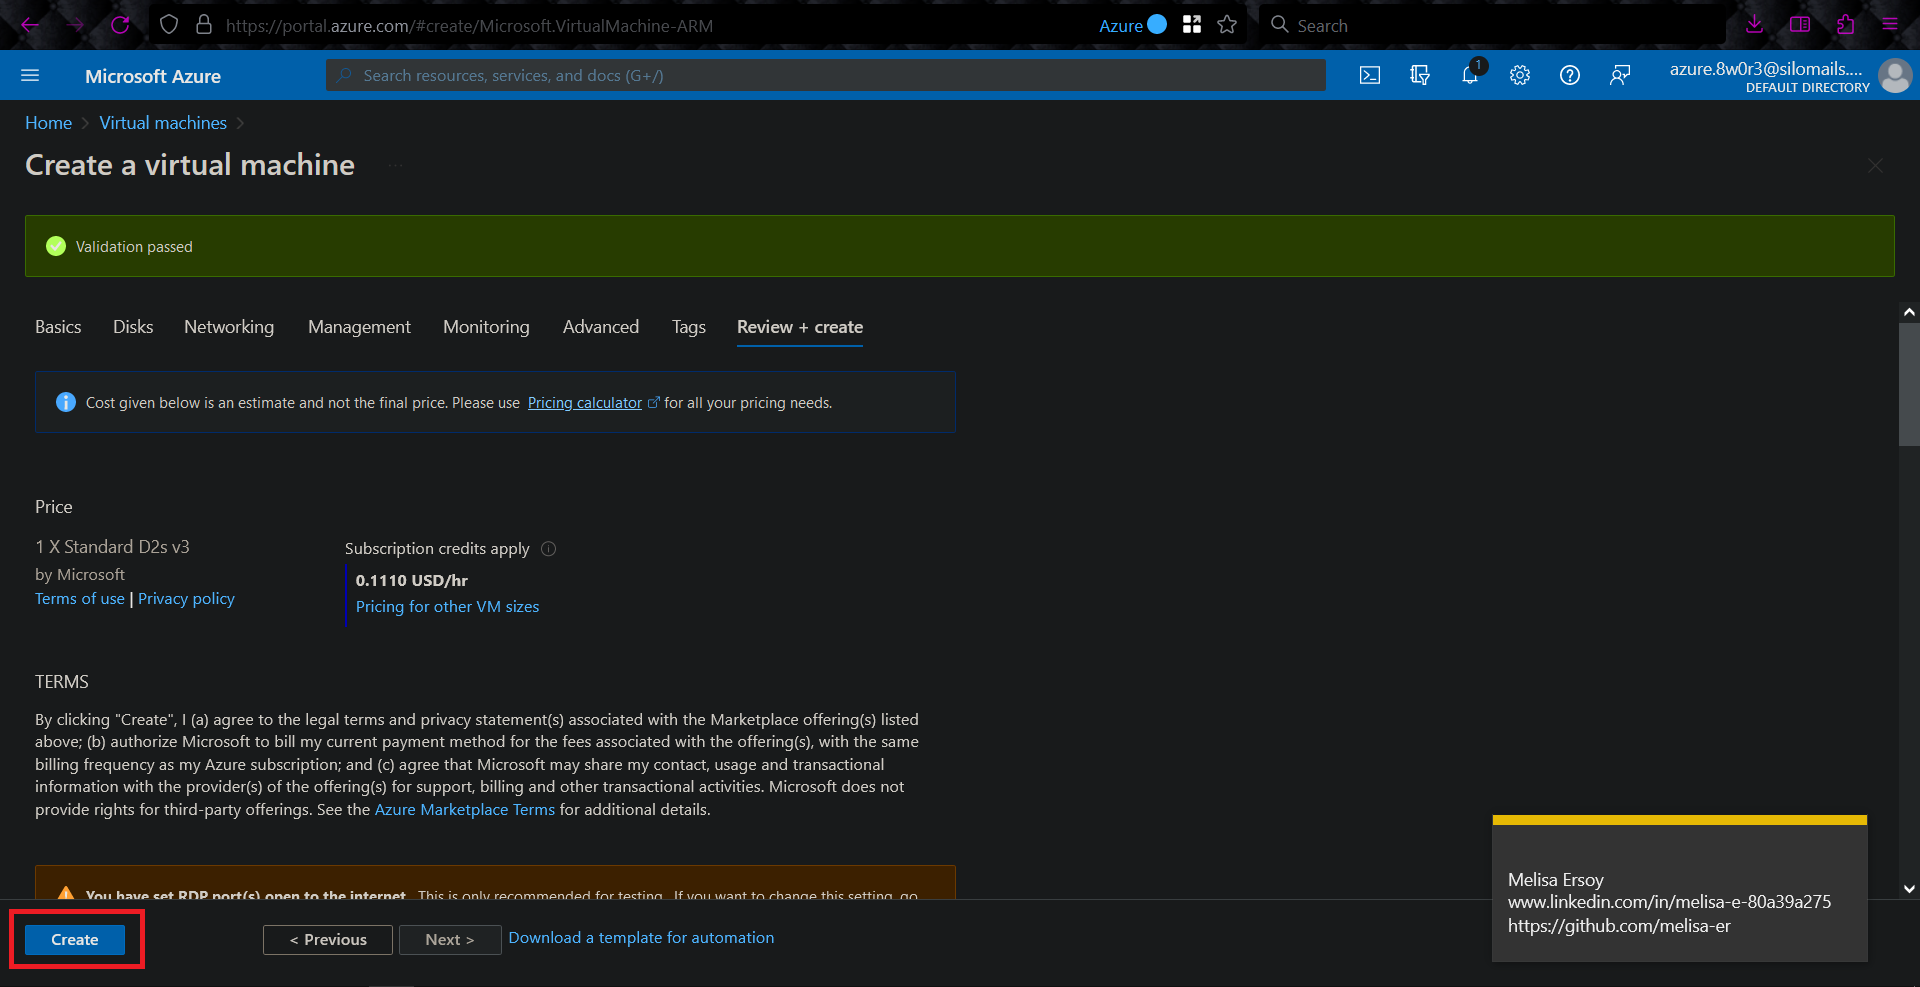 https://portal.azure.com/#create/Microsoft.VirtualMachine-ARM
Azure
Search
Microsoft Azure
Search resources, services, and docs (G+/)
1
azure.8w0r3@silomails....
DEFAULT DIRECTORY
Home > Virtual machines >
Create a virtual machine ...
Validation passed
Basics Disks Networking Management Monitoring Advanced Tags Review + create
Cost given below is an estimate and not the final price. Please use Pricing calculator for all your pricing needs.
Price
1 X Standard D2s v3
by Microsoft
Terms of use | Privacy policy
Subscription credits apply
0.1110 USD/hr
Pricing for other VM sizes
TERMS
By clicking "Create", I (a) agree to the legal terms and privacy statement(s) associated with the Marketplace offering(s) listed
above; (b) authorize Microsoft to bill my current payment method for the fees associated with the offering(s), with the same
billing frequency as my Azure subscription; and (c) agree that Microsoft may share my contact, usage and transactional
information with the provider(s) of the offering(s) for support, billing and other transactional activities. Microsoft does not
provide rights for third-party offerings. See the Azure Marketplace Terms for additional details.
You have set RDP port(s) open to the internet. This is only recommended for testing. If you want to change this setting, go
Create
< Previous
Next >
Download a template for automation
Melisa Ersoy
www.linkedin.com/in/melisa-e-80a39a275
https://github.com/melisa-er